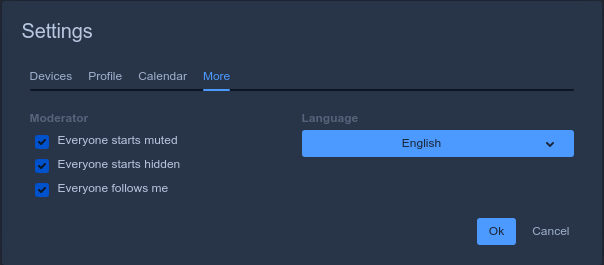 Settings
Devices Profile Calendar More
Moderator
Everyone starts muted
Everyone starts hidden
Everyone follows me
Language
English
Ok Cancel